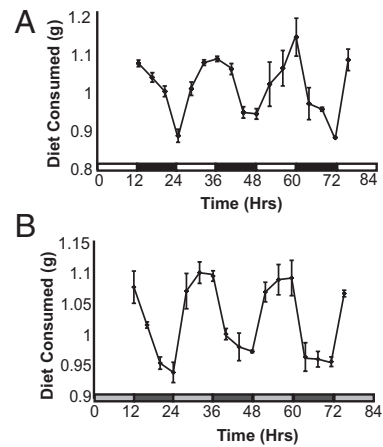 A
Diet Consumed (g)
1.2
1.1
1
0.9
0.8
0 12 24 36 48 60 72 84
Time (Hrs)
B
Diet Consumed (g)
1.15
1.1
1.05
1
0.95
0.9
0 12 24 36 48 60 72 84
Time (Hrs)